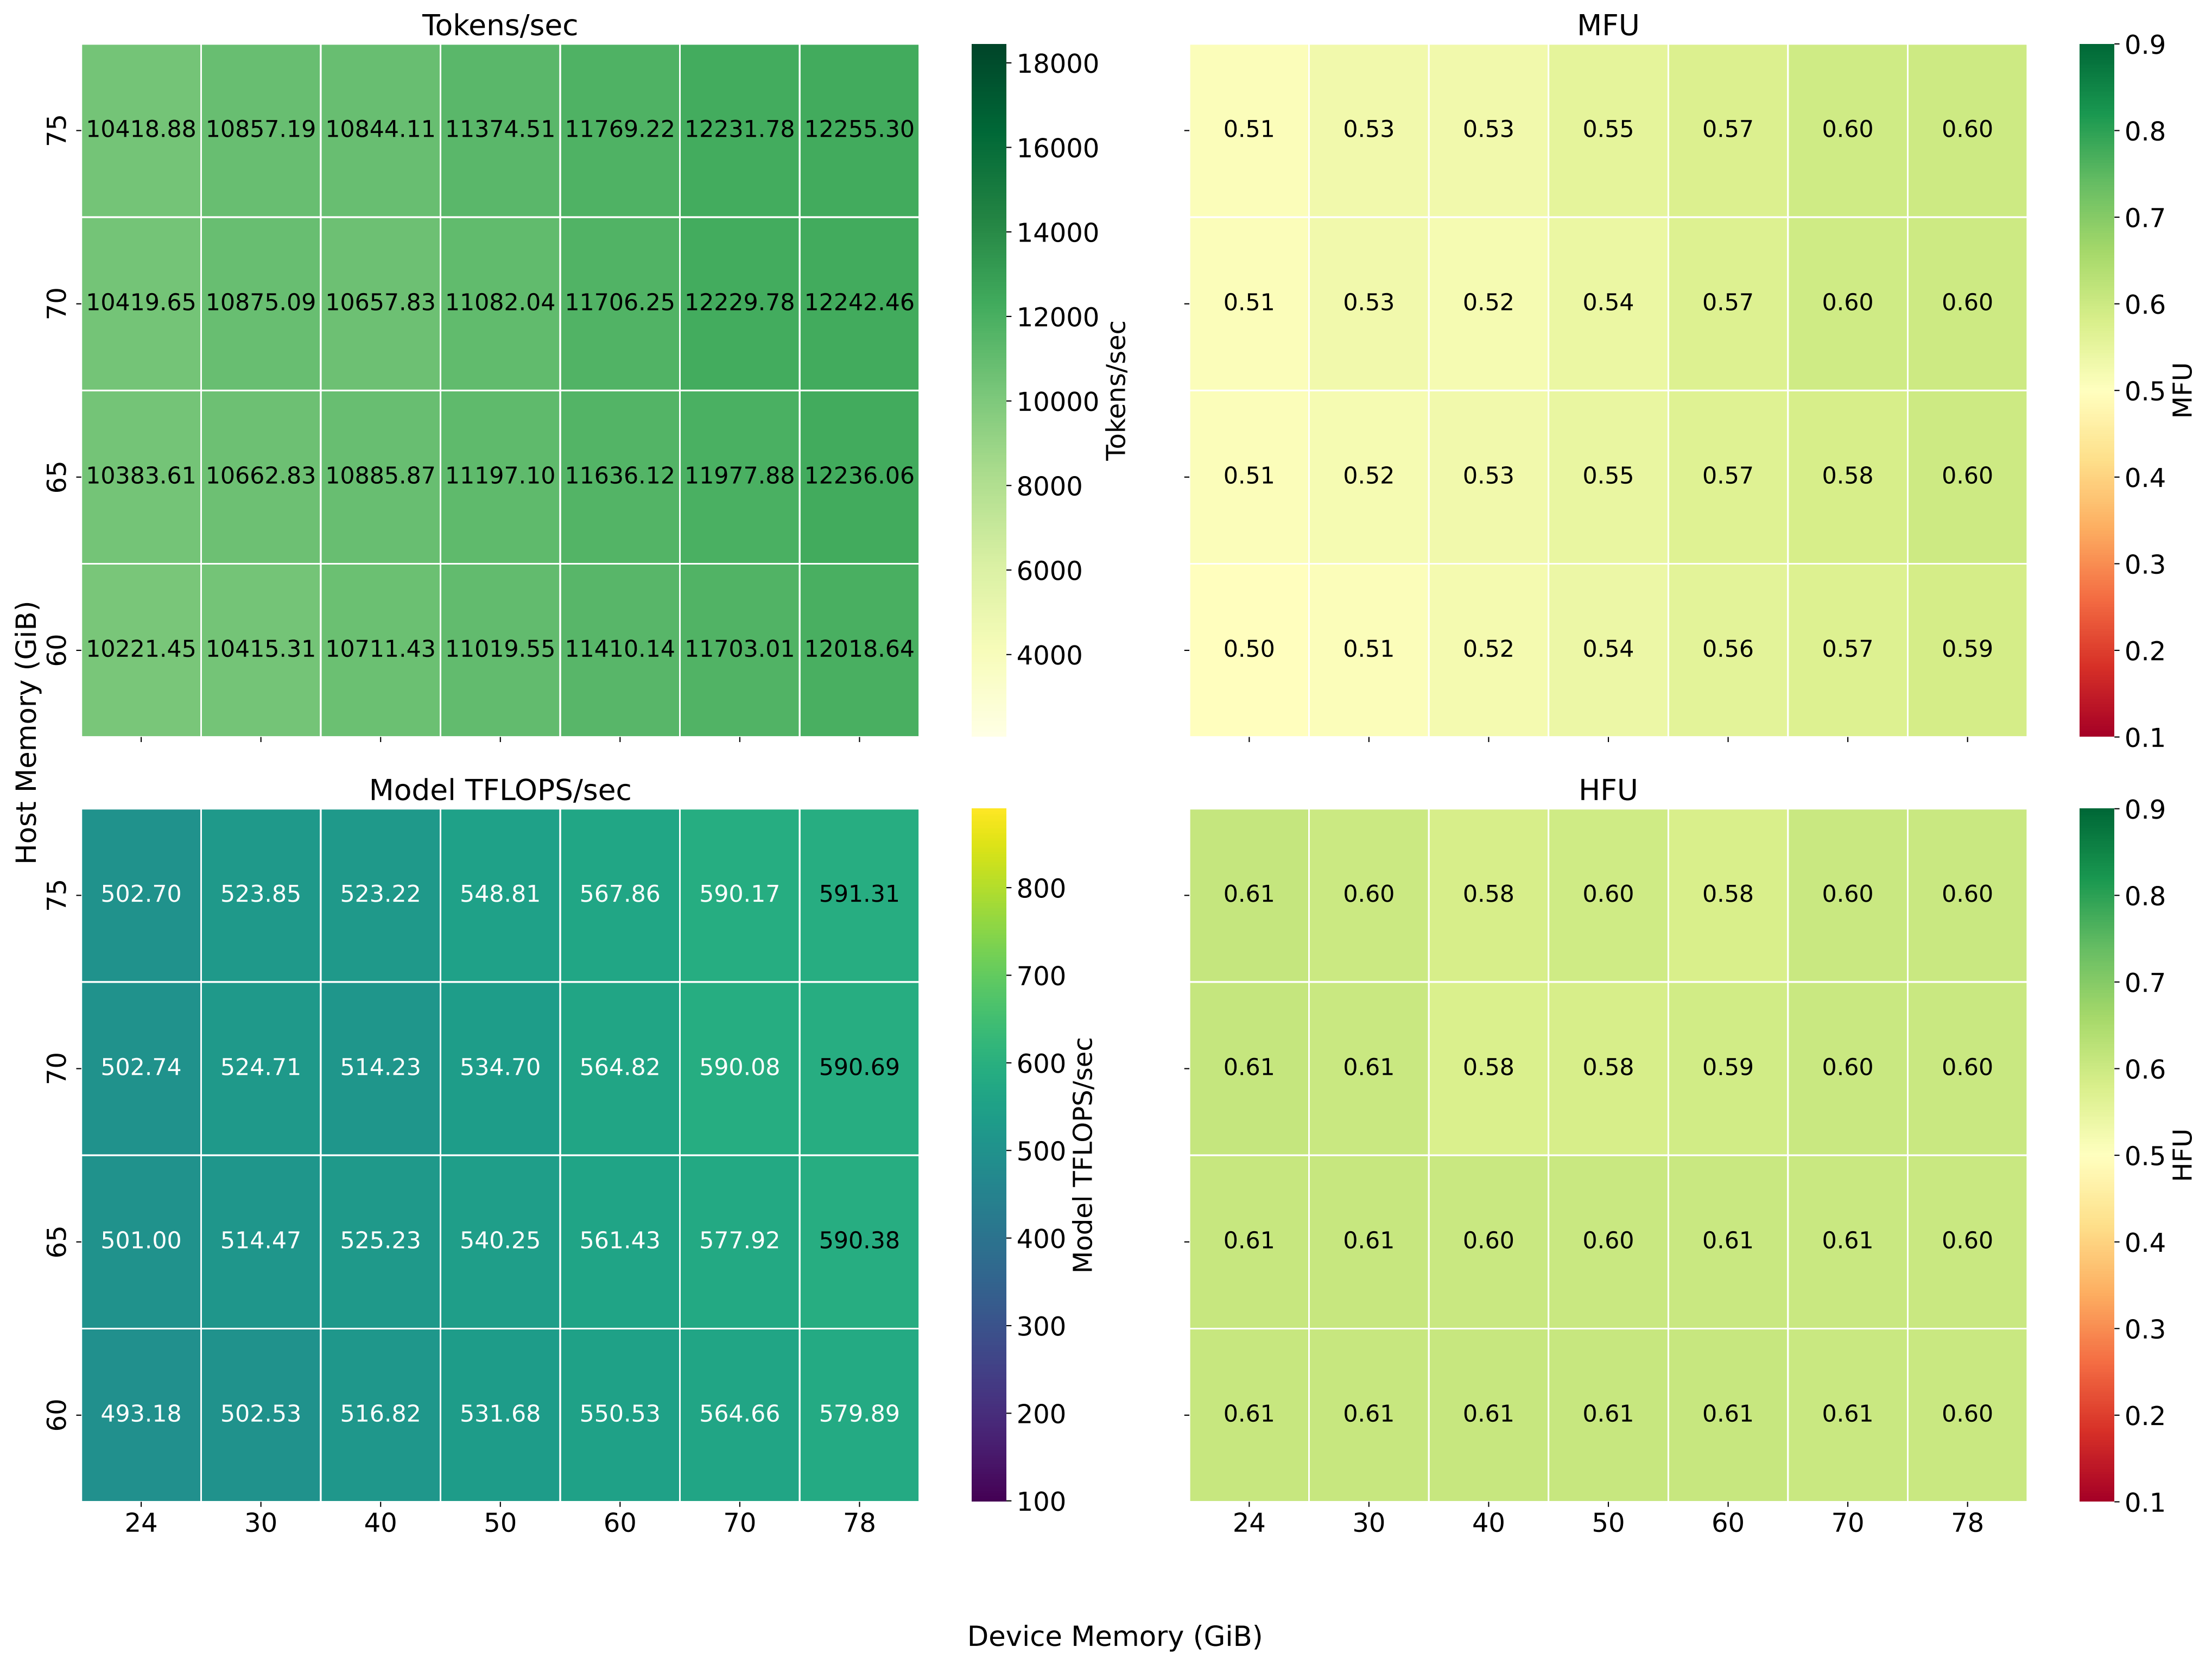 Tokens/sec
75 10418.88 10857.19 10844.11 11374.51 11769.22 12231.78 12255.30
70 10419.65 10875.09 10657.83 11082.04 11706.25 12229.78 12242.46
65 10383.61 10662.83 10885.87 11197.10 11636.12 11977.88 12236.06
60 10221.45 10415.31 10711.43 11019.55 11410.14 11703.01 12018.64
18000
16000
14000
12000
10000
8000
6000
4000
Tokens/sec
MFU
0.51 0.53 0.53 0.55 0.57 0.60 0.60
0.51 0.53 0.52 0.54 0.57 0.60 0.60
0.51 0.52 0.53 0.55 0.57 0.58 0.60
0.50 0.51 0.52 0.54 0.56 0.57 0.59
0.9
0.8
0.7
0.6
0.5
0.4
0.3
0.2
0.1
MFU
Host Memory (GiB)
Model TFLOPS/sec
75 502.70 523.85 523.22 548.81 567.86 590.17 591.31
70 502.74 524.71 514.23 534.70 564.82 590.08 590.69
65 501.00 514.47 525.23 540.25 561.43 577.92 590.38
60 493.18 502.53 516.82 531.68 550.53 564.66 579.89
24 30 40 50 60 70 78
800
700
600
500
400
300
200
100
Model TFLOPS/sec
HFU
0.61 0.60 0.58 0.60 0.58 0.60 0.60
0.61 0.61 0.58 0.58 0.59 0.60 0.60
0.61 0.61 0.60 0.60 0.61 0.61 0.60
0.61 0.61 0.61 0.61 0.61 0.61 0.60
24 30 40 50 60 70 78
0.9
0.8
0.7
0.6
0.5
0.4
0.3
0.2
0.1
HFU
Device Memory (GiB)